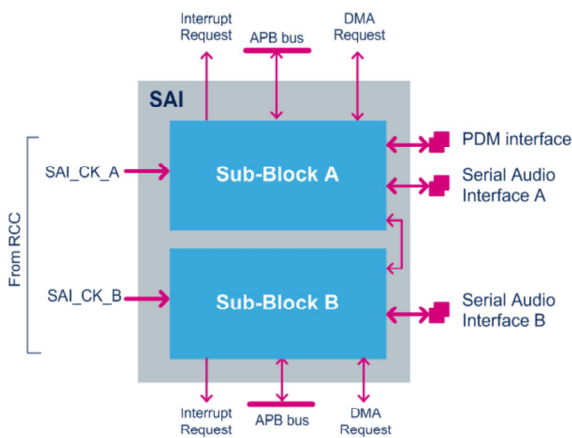 Interrupt
Request
APB bus
DMA
Request
SAI
PDM interface
Sub-Block A
SAI_CK_A
Serial Audio
Interface A
From RCC
SAI_CK_B
Sub-Block B
Serial Audio
Interface B
Interrupt
Request
APB bus
DMA
Request